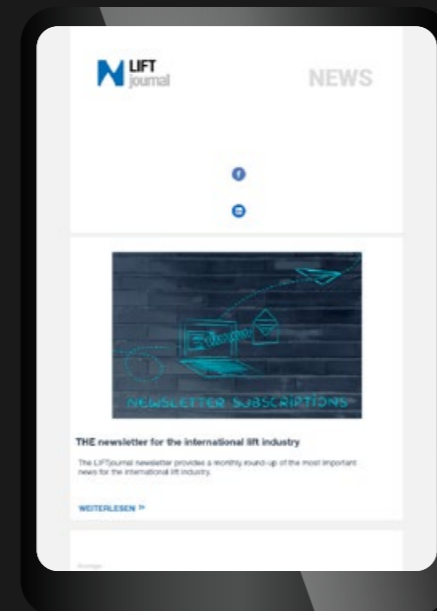 LIFT
journal
NEWS
NEWSLETTER SUBSCRIPTIONS
THE newsletter for the international lift industry
The LIFTjournal newsletter provides a monthly round-up of the most important
news for the international lift industry.
WEITERLESEN »